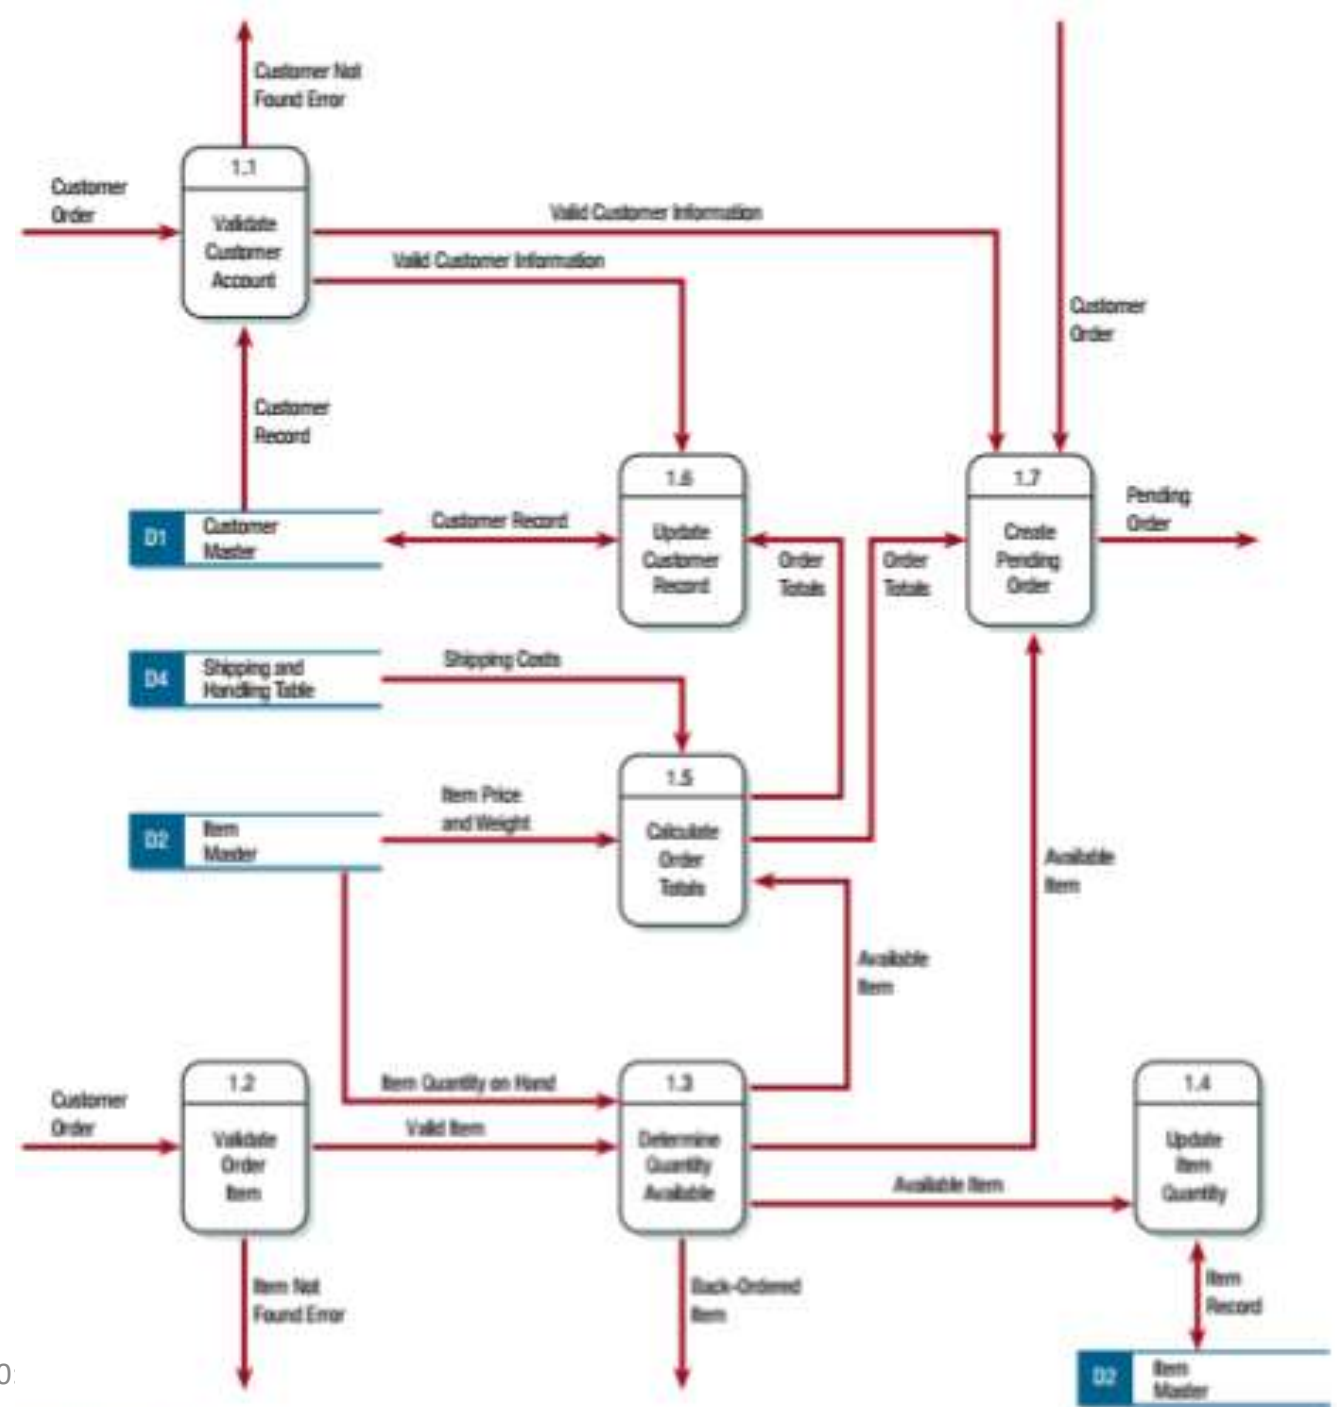 Customer Not
Found Error
1.1
Customer
Order
Validate
Customer
Account
Valid Customer Information
Valid Customer Information
Customer
Order
Customer
Record
1.6
1.7
Pending
Order
D1
Customer
Master
Customer Record
Update
Customer
Record
Order
Totals
Order
Totals
Create
Pending
Order
D4
Shipping and
Handling Table
Shipping Costs
1.5
Item Price
and Weight
D2
Item
Master
Calculate
Order
Totals
Available
Item
Available
Item
1.2
Item Quantity on Hand
1.3
1.4
Customer
Order
Valid Item
Validate
Order
Item
Determine
Quantity
Available
Update
Item
Quantity
Available Item
Item Not
Found Error
Back-Ordered
Item
Item
Record
D2
Item
Master